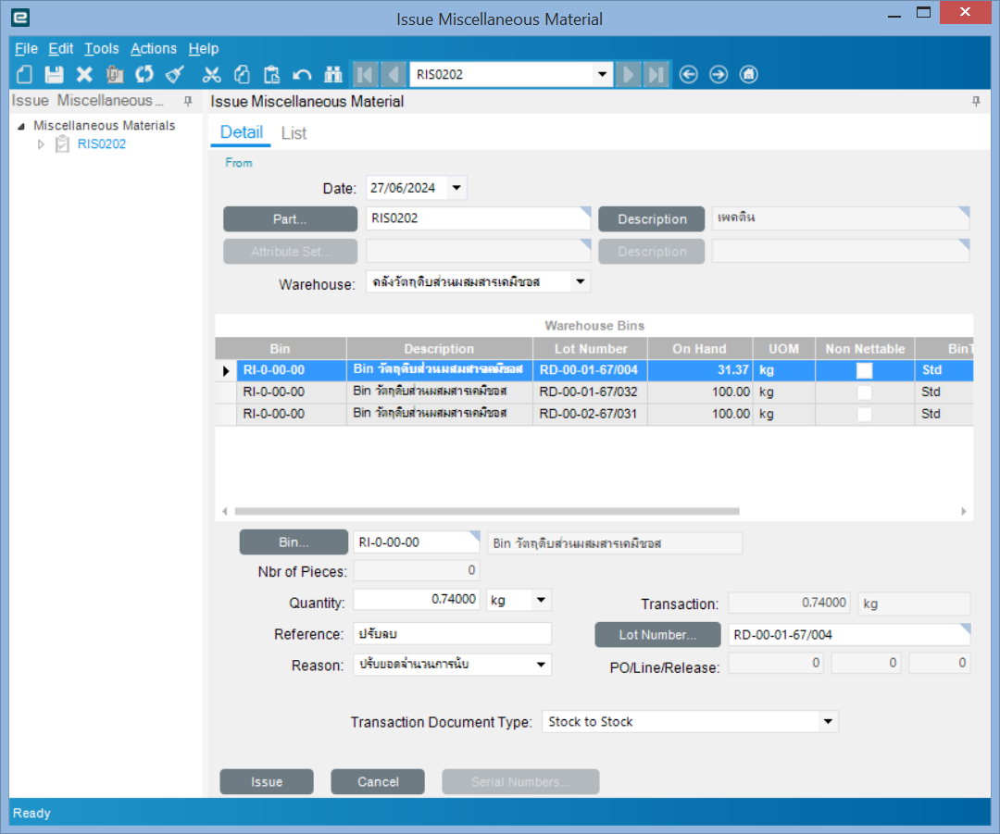 Issue Miscellaneous Material
File Edit Tools Actions Help
RIS0202
Issue Miscellaneous ...
Issue Miscellaneous Material
Miscellaneous Materials
RIS0202
Detail List
From
Date: 27/06/2024
Part... RIS0202 Description เพคติน
Attribute Set... Description
Warehouse: คลังวัตถุดิบส่วนผสมสารเคมีซอส
Warehouse Bins
Bin Description Lot Number On Hand UOM Non Nettable BinT
RI-0-00-00 Bin วัตถุดิบส่วนผสมสารเคมีซอส RD-00-01-67/004 31.37 kg Std
RI-0-00-00 Bin วัตถุดิบส่วนผสมสารเคมีซอส RD-00-01-67/032 100.00 kg Std
RI-0-00-00 Bin วัตถุดิบส่วนผสมสารเคมีซอส RD-00-02-67/031 100.00 kg Std
Bin... RI-0-00-00 Bin วัตถุดิบส่วนผสมสารเคมีซอส
Nbr of Pieces: 0
Quantity: 0.74000 kg Transaction: 0.74000 kg
Reference: ปรับลบ Lot Number... RD-00-01-67/004
Reason: ปรับยอดจำนวนการนับ PO/Line/Release: 0 0 0
Transaction Document Type: Stock to Stock
Issue Cancel Serial Numbers...
Ready